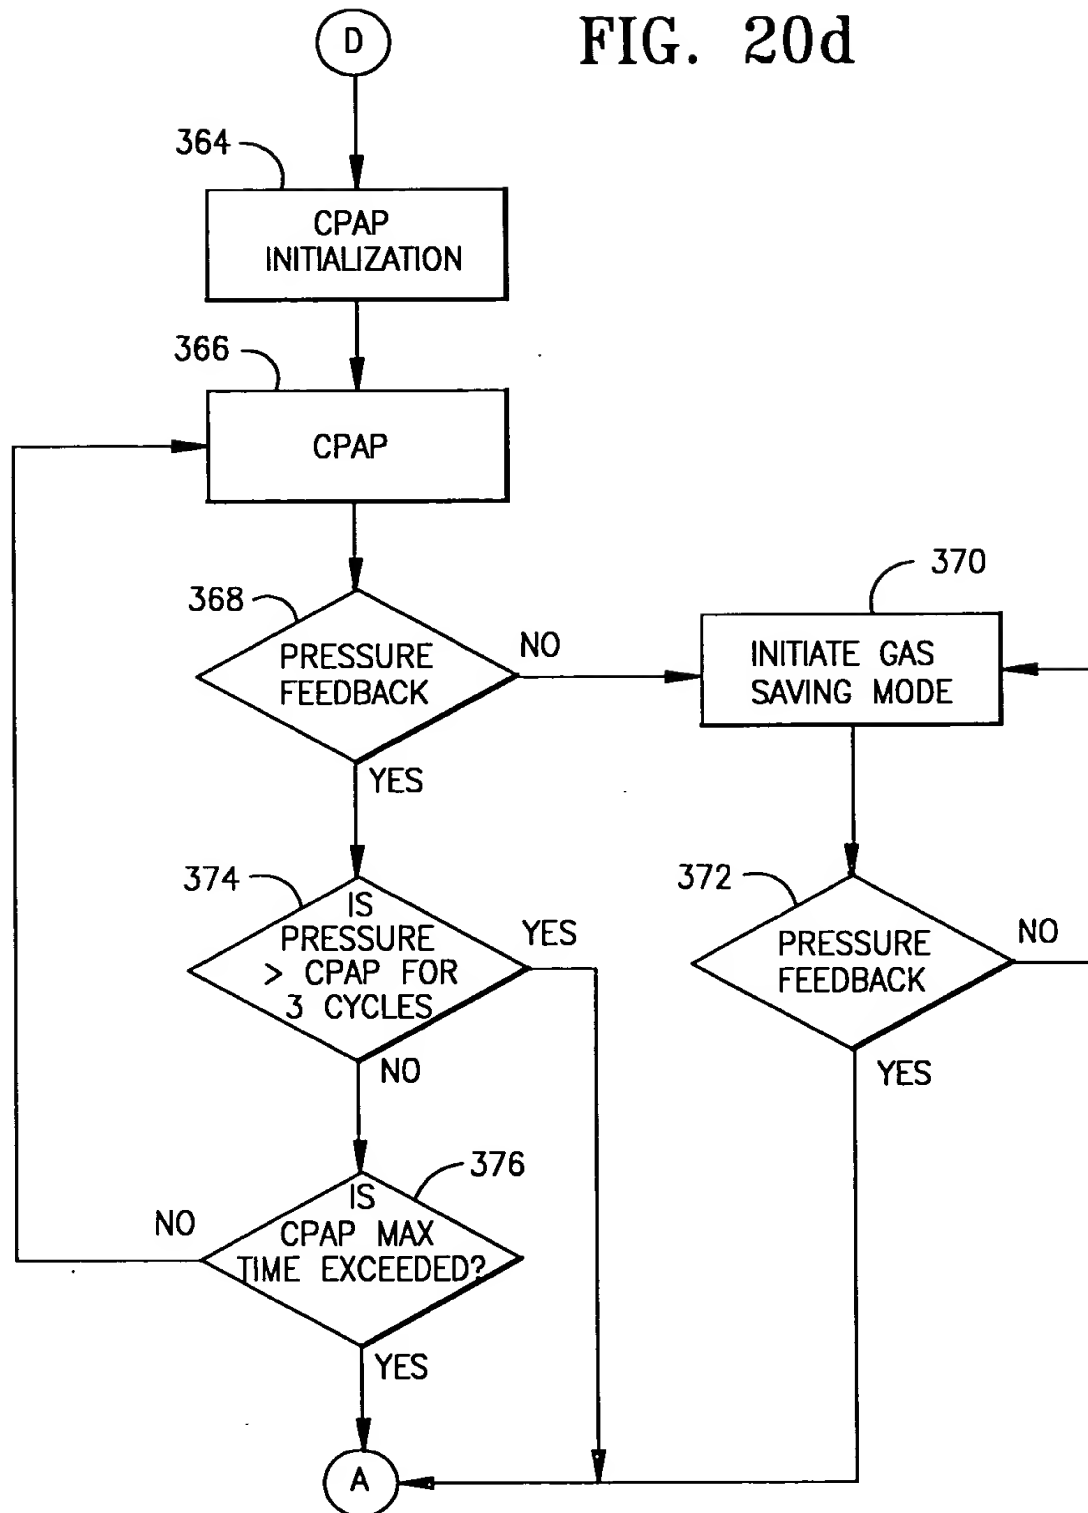 FIG. 20d
D
364
CPAP
INITIALIZATION
366
CPAP
368
PRESSURE
FEEDBACK
NO
YES
370
INITIATE GAS
SAVING MODE
372
PRESSURE
FEEDBACK
NO
YES
374
IS
PRESSURE
> CPAP FOR
3 CYCLES
YES
NO
376
IS
CPAP MAX
TIME EXCEEDED?
NO
YES
A